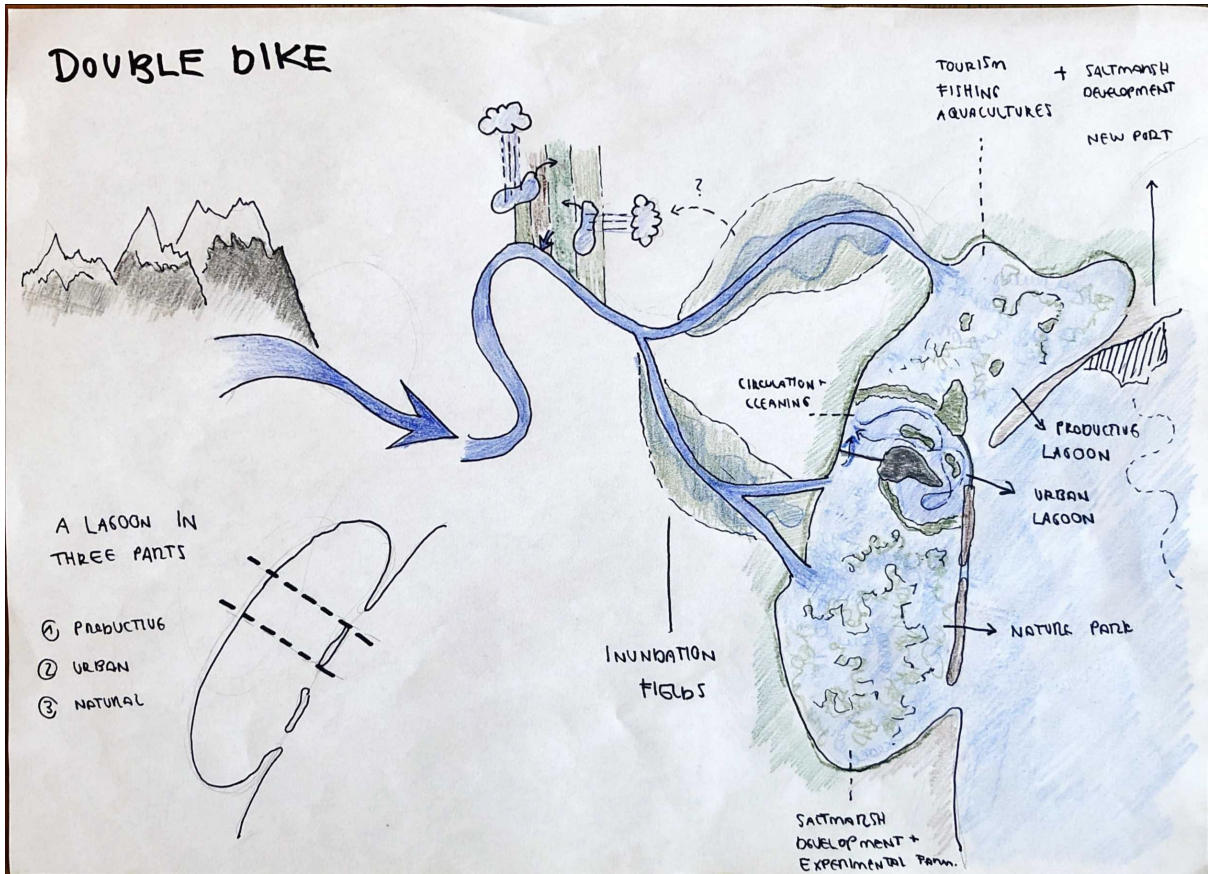 DOUBLE DIKE
TOURISM
FISHING
AQUACULTURES
+ SALTMARSH
DEVELOPMENT
NEW PORT
?
CIRCULATION +
CLEANING
PRODUCTIVE
LAGOON
URBAN
LAGOON
A LAGOON IN
THREE PARTS
① PRODUCTIVE
② URBAN
③ NATURAL
INUNDATION
FIELDS
NATURE PARK
SALTMARSH
DEVELOPMENT +
EXPERIMENTAL FARM.